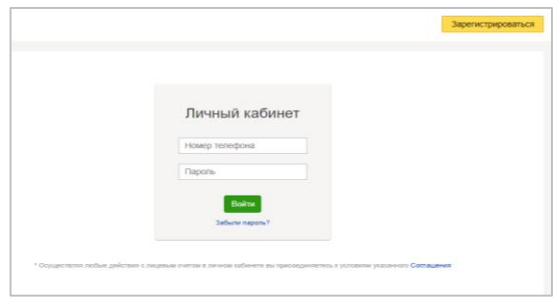 Зарегистрироваться
Личный кабинет
Номер телефона
Пароль
Войти
Забыли пароль?
* Осуществляя любые действия с лицевым счетом в личном кабинете вы присоединяетесь к условиям указанного Соглашения